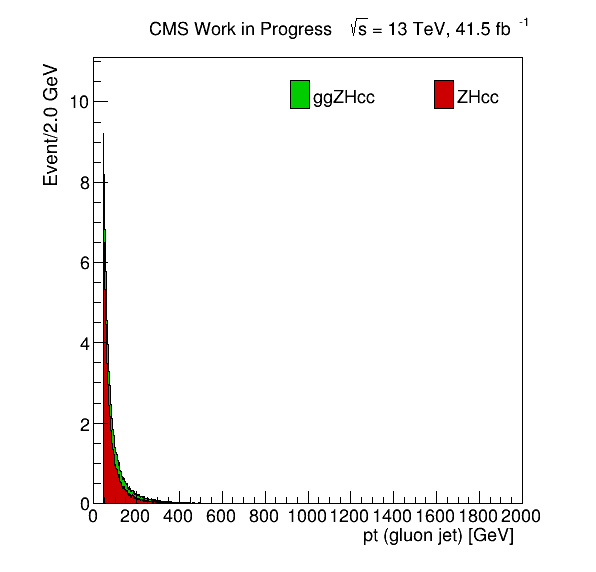 CMS Work in Progress √s = 13 TeV, 41.5 fb -1
Event/2.0 GeV
ggZHcc
ZHcc
10
8
6
4
2
0
0 200 400 600 800 1000 1200 1400 1600 1800 2000
pt (gluon jet) [GeV]